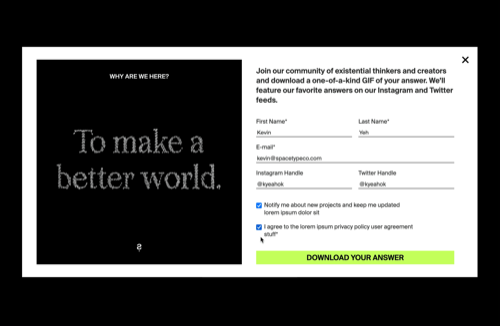 WHY ARE WE HERE?
To make a
better world.
Join our community of existential thinkers and creators
and download a one-of-a-kind GIF of your answer. We'll
feature our favorite answers on our Instagram and Twitter
feeds.
First Name* Last Name*
Kevin Yeh
E-mail*
kevin@spacetypeco.com
Instagram Handle Twitter Handle
@kyeahok @kyeahok
Notify me about new projects and keep me updated
lorem ipsum dolor sit
I agree to the lorem ipsum privacy policy user agreement
stuff*
DOWNLOAD YOUR ANSWER